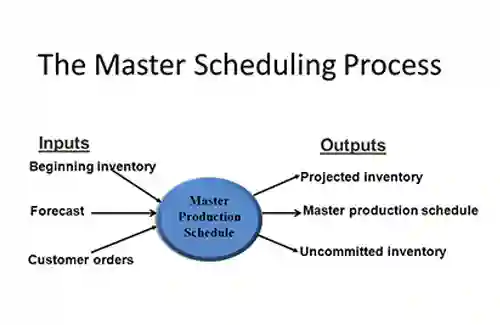 The Master Scheduling Process
Inputs
Outputs
Beginning inventory
Projected inventory
Master
Production
Schedule
Forecast
Master production schedule
Customer orders
Uncommitted inventory